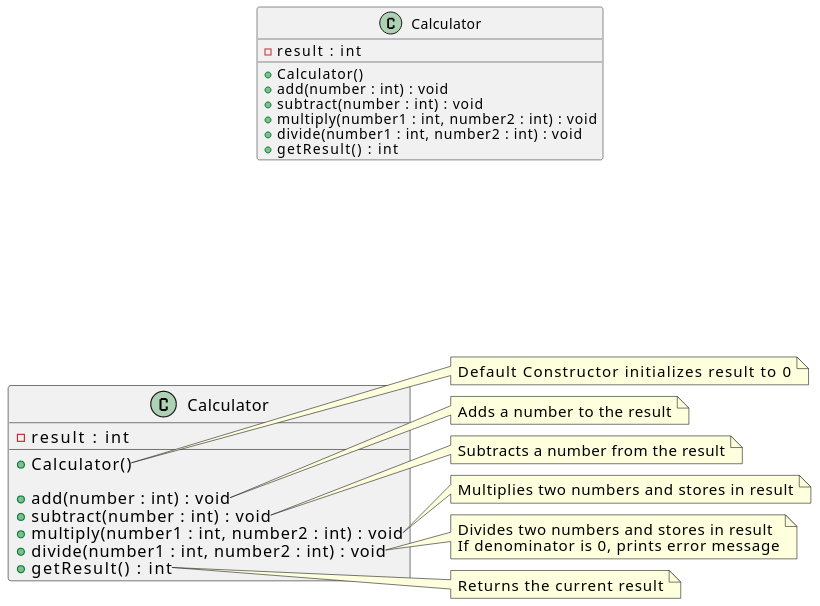 C Calculator
result : int
Calculator()
add(number : int) : void
subtract(number : int) : void
multiply(number1 : int, number2 : int) : void
divide(number1 : int, number2 : int) : void
getResult() : int
C Calculator
result : int
Calculator()
add(number : int) : void
subtract(number : int) : void
multiply(number1 : int, number2 : int) : void
divide(number1 : int, number2 : int) : void
getResult() : int
Default Constructor initializes result to 0
Adds a number to the result
Subtracts a number from the result
Multiplies two numbers and stores in result
Divides two numbers and stores in result
If denominator is 0, prints error message
Returns the current result